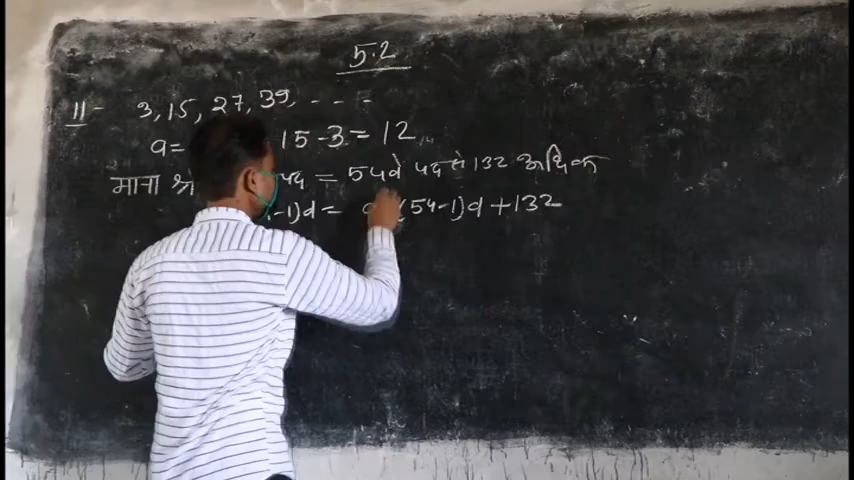 5.2
11- 3, 15, 27, 39, - - - -
a= 15-3=12
माना पद = 54वें पद से 132 अधिक
-1)d= (54-1)d+132